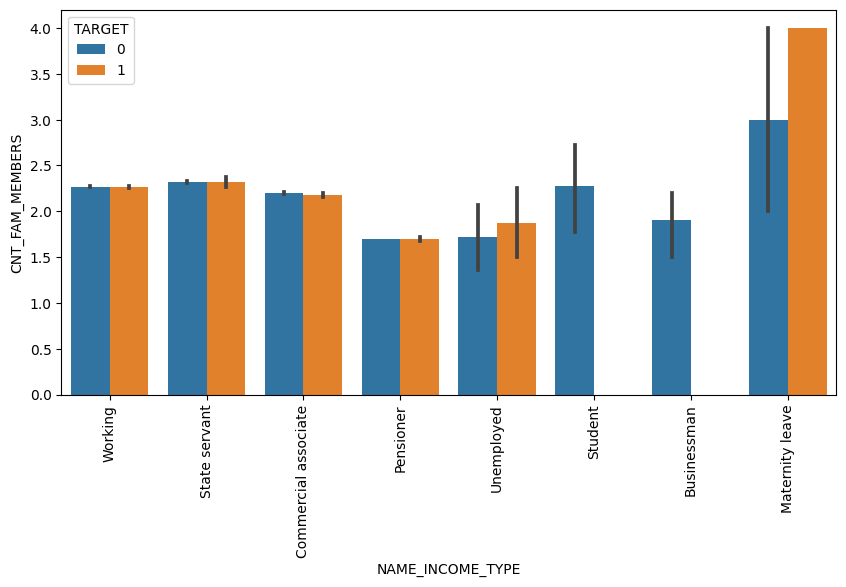 TARGET
0
1
4.0
3.5
3.0
2.5
2.0
1.5
1.0
0.5
0.0
CNT_FAM_MEMBERS
Working
State servant
Commercial associate
Pensioner
Unemployed
Student
Businessman
Maternity leave
NAME_INCOME_TYPE